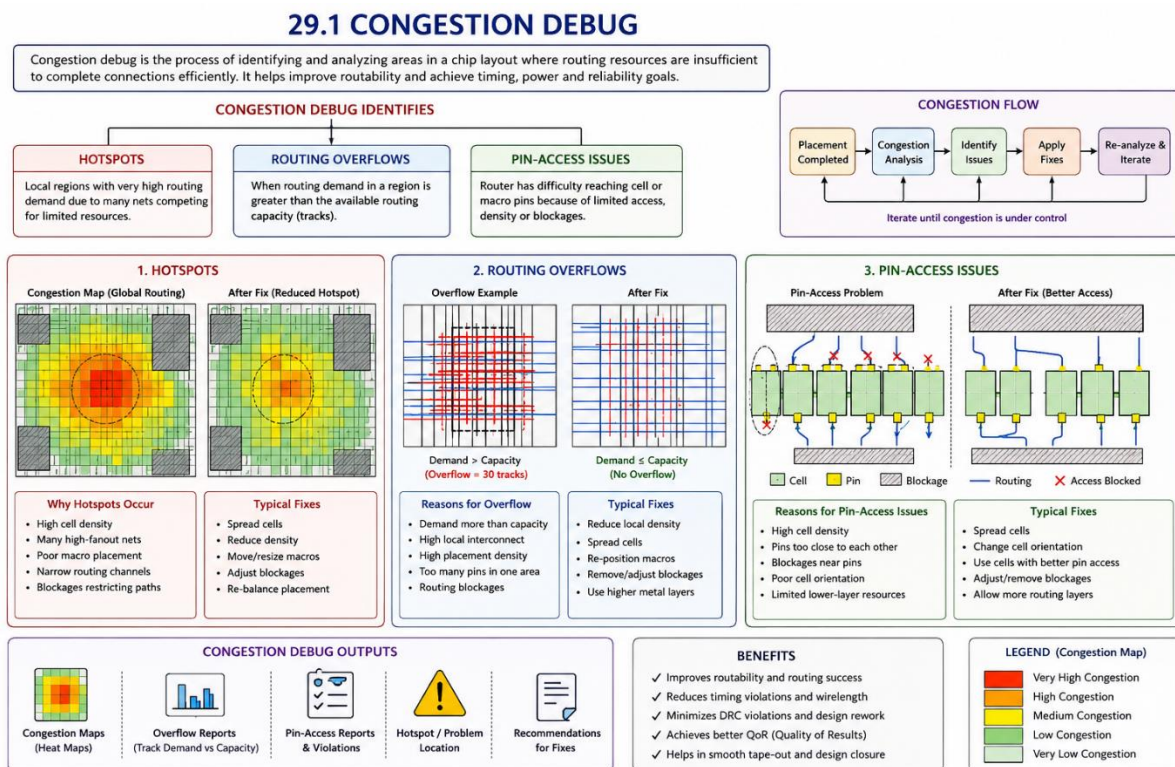 29.1 CONGESTION DEBUG
Congestion debug is the process of identifying and analyzing areas in a chip layout where routing resources are insufficient
to complete connections efficiently. It helps improve routability and achieve timing, power and reliability goals.
CONGESTION DEBUG IDENTIFIES
HOTSPOTS
Local regions with very high routing
demand due to many nets competing
for limited resources.
ROUTING OVERFLOWS
When routing demand in a region is
greater than the available routing
capacity (tracks).
PIN-ACCESS ISSUES
Router has difficulty reaching cell or
macro pins because of limited access,
density or blockages.
CONGESTION FLOW
Placement
Completed
Congestion
Analysis
Identify
Issues
Apply
Fixes
Re-analyze &
Iterate
Iterate until congestion is under control
1. HOTSPOTS
Congestion Map (Global Routing)
After Fix (Reduced Hotspot)
Why Hotspots Occur
• High cell density
• Many high-fanout nets
• Poor macro placement
• Narrow routing channels
• Blockages restricting paths
Typical Fixes
• Spread cells
• Reduce density
• Move/resize macros
• Adjust blockages
• Re-balance placement
2. ROUTING OVERFLOWS
Overflow Example
After Fix
Demand > Capacity
(Overflow = 30 tracks)
Demand ≤ Capacity
(No Overflow)
Reasons for Overflow
• Demand more than capacity
• High local interconnect
• High placement density
• Too many pins in one area
• Routing blockages
Typical Fixes
• Reduce local density
• Spread cells
• Re-position macros
• Remove/adjust blockages
• Use higher metal layers
3. PIN-ACCESS ISSUES
Pin-Access Problem
After Fix (Better Access)
Cell
Pin
Blockage
Routing
Access Blocked
Reasons for Pin-Access Issues
• High cell density
• Pins too close to each other
• Blockages near pins
• Poor cell orientation
• Limited lower-layer resources
Typical Fixes
• Spread cells
• Change cell orientation
• Use cells with better pin access
• Adjust/remove blockages
• Allow more routing layers
CONGESTION DEBUG OUTPUTS
Congestion Maps
(Heat Maps)
Overflow Reports
(Track Demand vs Capacity)
Pin-Access Reports
& Violations
Hotspot / Problem
Location
Recommendations
for Fixes
BENEFITS
✓ Improves routability and routing success
✓ Reduces timing violations and wirelength
✓ Minimizes DRC violations and design rework
✓ Achieves better QoR (Quality of Results)
✓ Helps in smooth tape-out and design closure
LEGEND (Congestion Map)
Very High Congestion
High Congestion
Medium Congestion
Low Congestion
Very Low Congestion